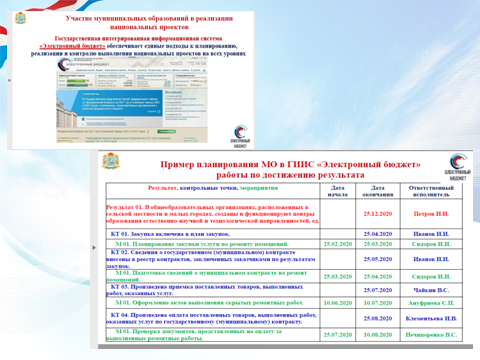 Участие муниципальных образований в реализации
национальных проектов
Государственная интегрированная информационная система
«Электронный бюджет» обеспечивает единые подходы к планированию,
реализации и контролю выполнения национальных проектов на всех уровнях
ЭЛЕКТРОННЫЙ БЮДЖЕТ
ЭЛЕКТРОННЫЙ
БЮДЖЕТ
Пример планирования МО в ГИИС «Электронный бюджет»
работы по достижению результата
ЭЛЕКТРОННЫЙ
БЮДЖЕТ
Результат, контрольные точки, мероприятия Дата начала Дата окончания Ответственный исполнитель
Результат 01. В общеобразовательных организациях, расположенных в
сельской местности и малых городах, созданы и функционируют центры
образования естественно-научной и технологической направленностей, ед. 25.12.2020 Петров П.П.
КТ 01. Закупка включена в план закупок. 25.04.2020 Иванов И.И.
М 01. Планирование закупки услуги по ремонту помещений. 25.02.2020 25.03.2020 Сидоров И.И.
КТ 02. Сведения о государственном (муниципальном) контракте
внесены в реестр контрактов, заключенных заказчиками по результатам
закупок. 25.05.2020 Иванов И.И.
М 01. Подготовка сведений о муниципальном контракте на ремонт
помещений. 25.03.2020 25.04.2020 Сидоров И.И.
КТ 03. Произведена приемка поставленных товаров, выполненных
работ, оказанных услуг. 25.07.2020 Чайкин В.С.
М 01. Оформление актов выполнения скрытых ремонтных работ. 10.06.2020 10.07.2020 Ануфриева С.П.
КТ 04. Произведена оплата поставленных товаров, выполненных работ,
оказанных услуг по государственному (муниципальному) контракту. 25.08.2020 Клементьева И.В.
М 01. Проверка документов, представленных на оплату за
выполненные ремонтные работы. 25.07.2020 10.08.2020 Нечипоренко В.С.